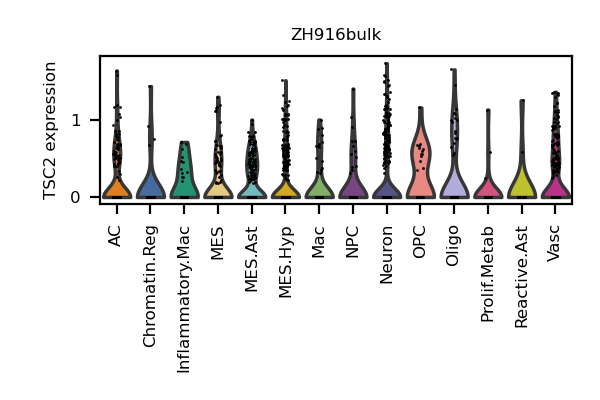 ZH916bulk
TSC2 expression
1
0
AC
Chromatin.Reg
Inflammatory.Mac
MES
MES.Ast
MES.Hyp
Mac
NPC
Neuron
OPC
Oligo
Prolif.Metab
Reactive.Ast
Vasc